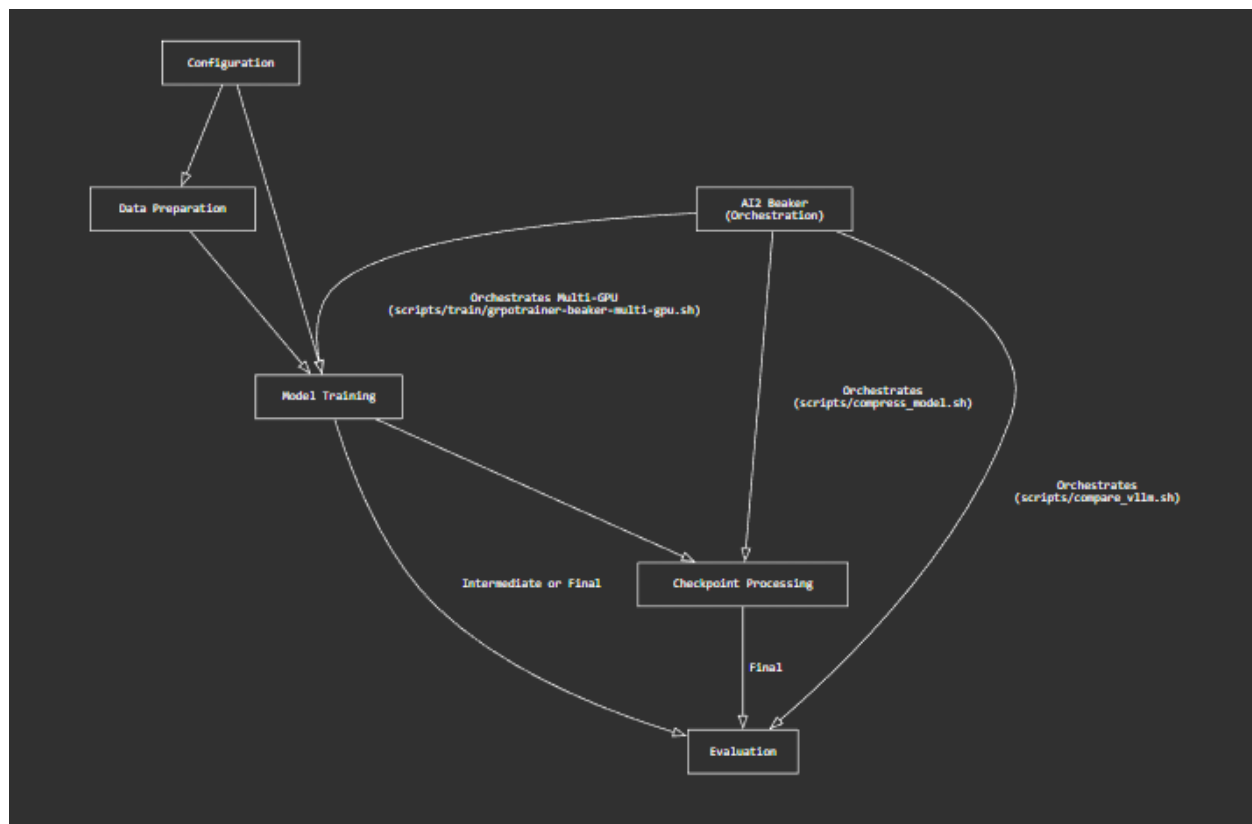 Configuration
Data Preparation
AI2 Beaker
(Orchestration)
Orchestrates Multi-GPU
(scripts/train/grpotrainer-beaker-multi-gpu.sh)
Model Training
Orchestrates
(scripts/compress_model.sh)
Orchestrates
(scripts/compare_vllm.sh)
Intermediate or Final
Checkpoint Processing
Final
Evaluation